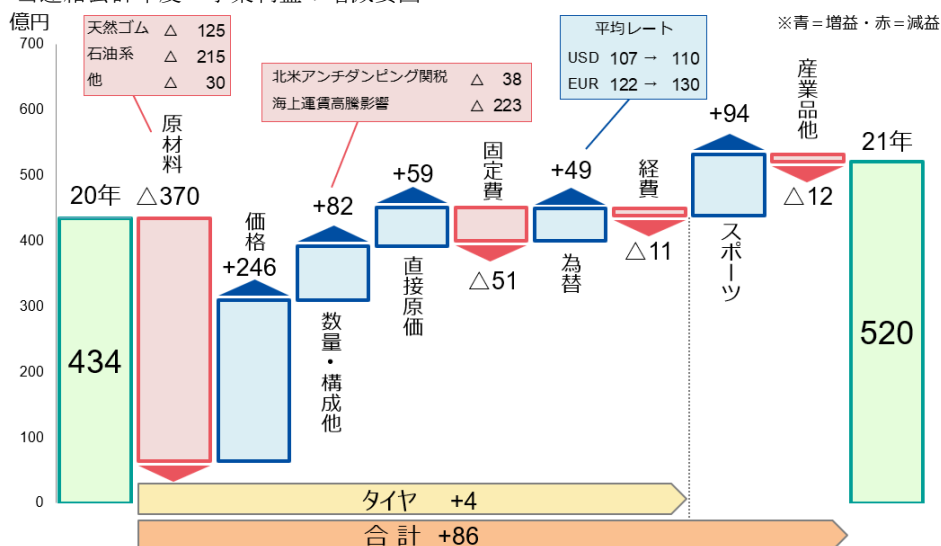 億円
※青=増益・赤=減益
700
600
500
400
300
200
100
0
天然ゴム △ 125
石油系 △ 215
他 △ 30
北米アンチダンピング関税 △ 38
海上運賃高騰影響 △ 223
平均レート
USD 107 → 110
EUR 122 → 130
20年
434
原材料
△370
価格
+246
+82
数量・構成他
+59
直接原価
固定費
△51
+49
為替
経費
△11
+94
スポーツ
産業品他
△12
21年
520
タイヤ +4
合 計 +86